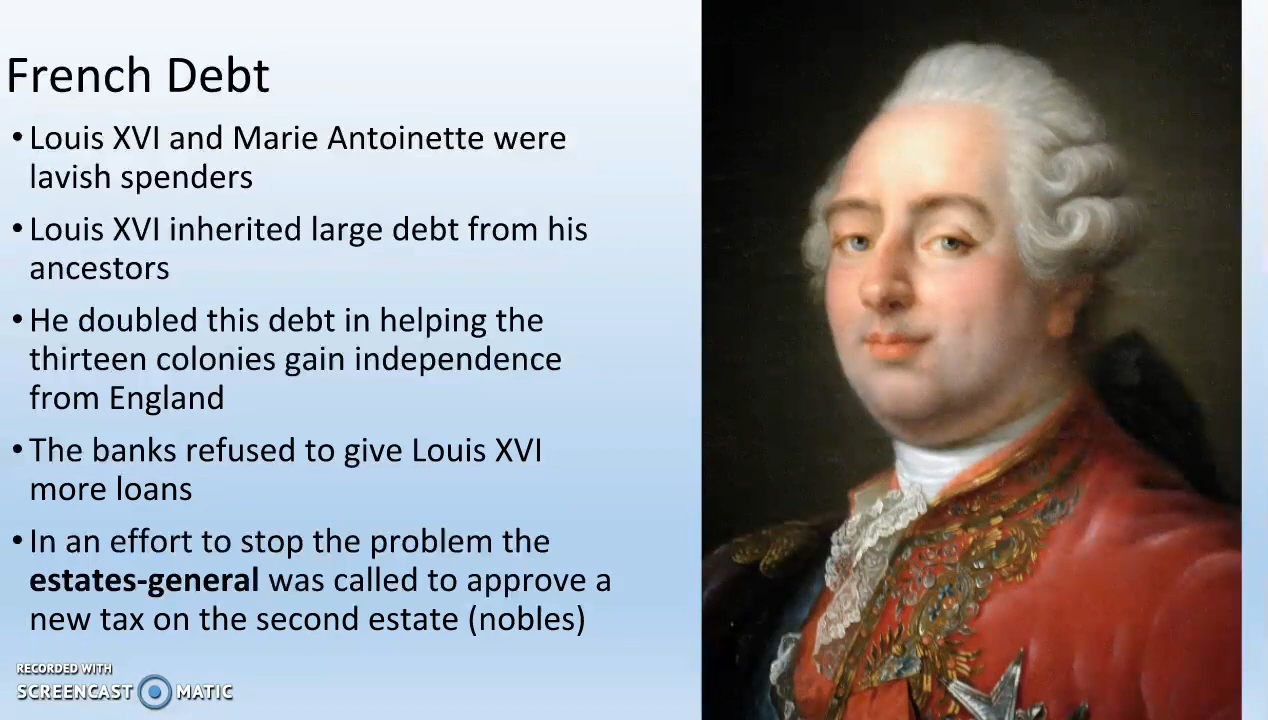 French Debt
• Louis XVI and Marie Antoinette were
lavish spenders
• Louis XVI inherited large debt from his
ancestors
• He doubled this debt in helping the
thirteen colonies gain independence
from England
• The banks refused to give Louis XVI
more loans
• In an effort to stop the problem the
estates-general was called to approve a
new tax on the second estate (nobles)
RECORDED WITH
SCREENCAST MATIC